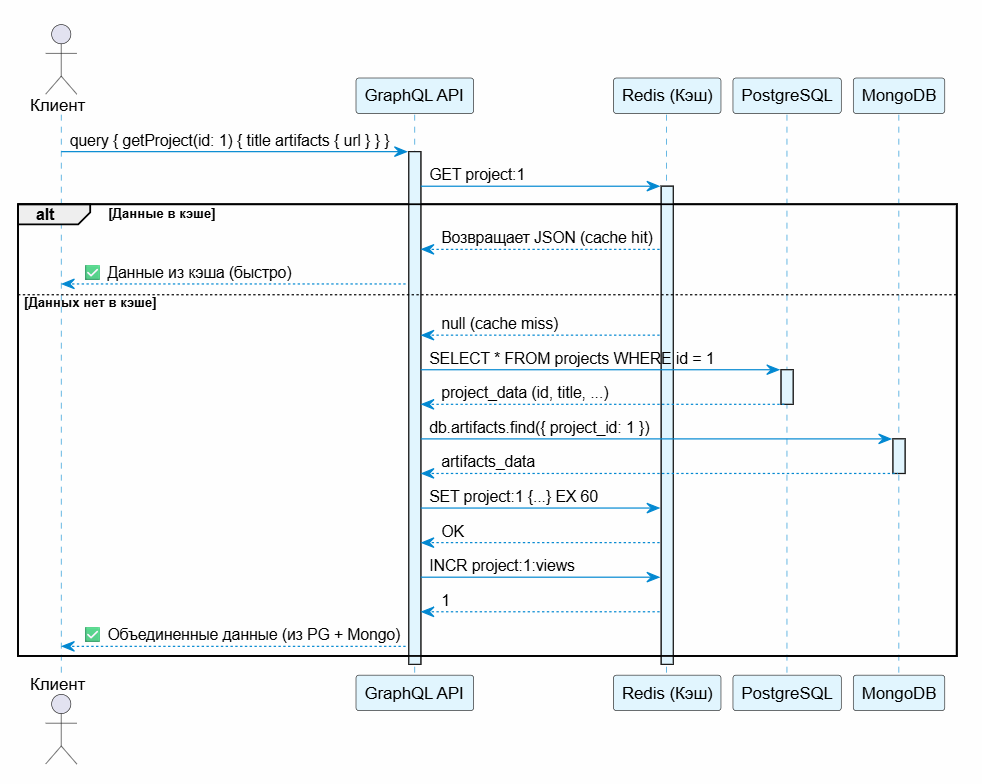 Клиент
GraphQL API
Redis (Кэш)
PostgreSQL
MongoDB
query { getProject(id: 1) { title artifacts { url } } }
GET project:1
alt
[Данные в кэше]
Возвращает JSON (cache hit)
✅ Данные из кэша (быстро)
[Данных нет в кэше]
null (cache miss)
SELECT * FROM projects WHERE id = 1
project_data (id, title, ...)
db.artifacts.find({ project_id: 1 })
artifacts_data
SET project:1 {...} EX 60
OK
INCR project:1:views
1
✅ Объединенные данные (из PG + Mongo)
Клиент
GraphQL API
Redis (Кэш)
PostgreSQL
MongoDB